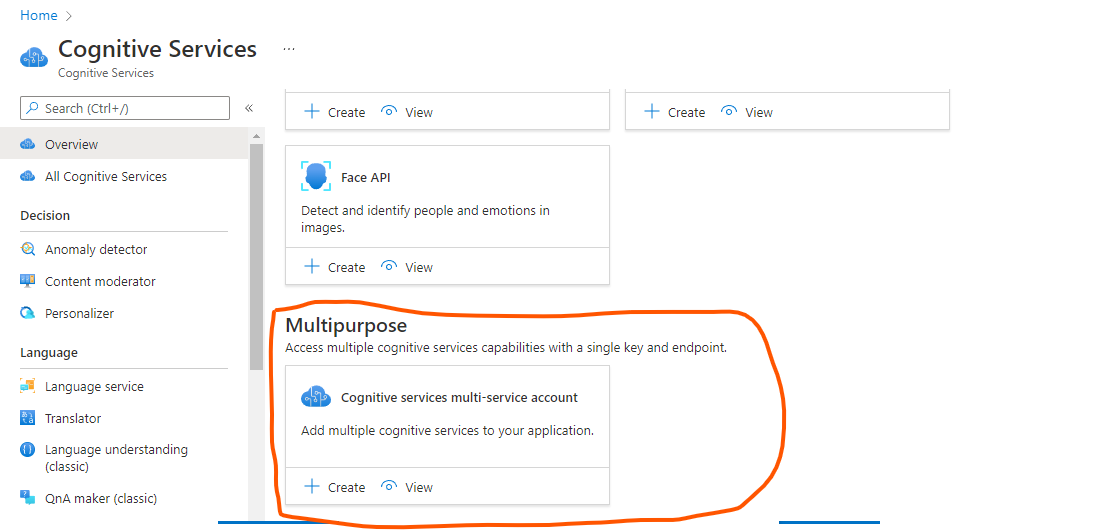 Home
Cognitive Services
...
Cognitive Services
Search (Ctrl+/)
«
Overview
All Cognitive Services
Decision
Anomaly detector
Content moderator
Personalizer
Language
Language service
Translator
Language understanding
(classic)
QnA maker (classic)
Create View
Create View
Face API
Detect and identify people and emotions in
images.
Create View
Multipurpose
Access multiple cognitive services capabilities with a single key and endpoint.
Cognitive services multi-service account
Add multiple cognitive services to your application.
Create View